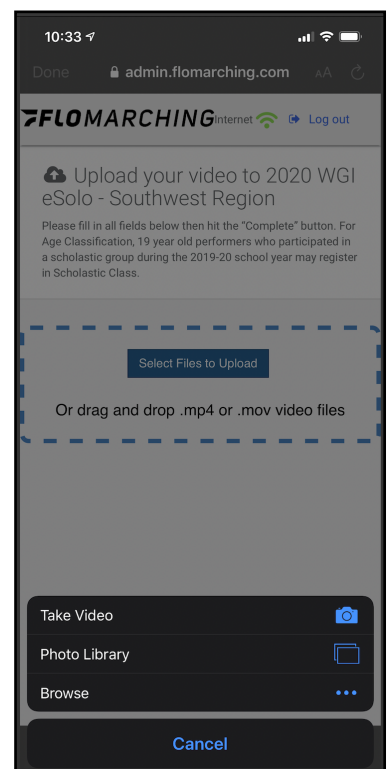 10:33
Done admin.flomarching.com AA
FLOMARCHING Internet Log out
Upload your video to 2020 WGI
eSolo - Southwest Region
Please fill in all fields below then hit the “Complete” button. For
Age Classification, 19 year old performers who participated in
a scholastic group during the 2019-20 school year may register
in Scholastic Class.
Select Files to Upload
Or drag and drop .mp4 or .mov video files
Take Video
Photo Library
Browse
Cancel